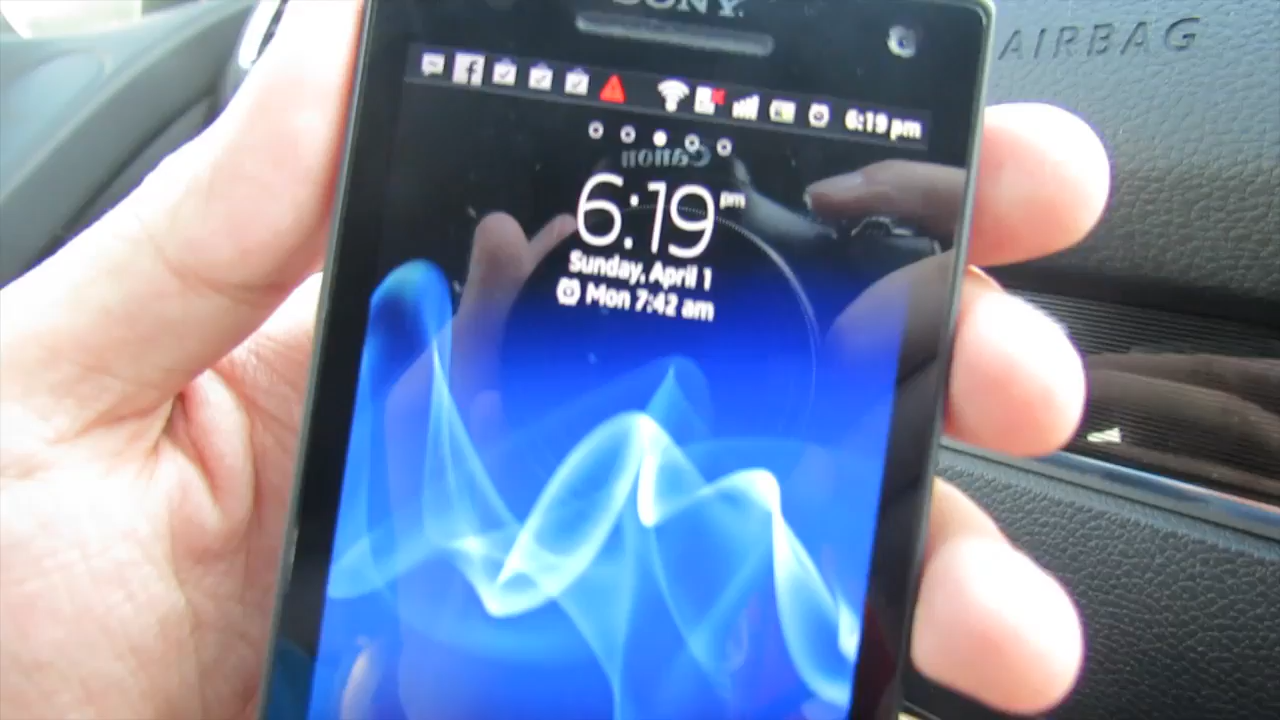 SONY
AIRBAG
6:19 pm
Canon
6:19 pm
Sunday, April 1
Mon 7:42 am